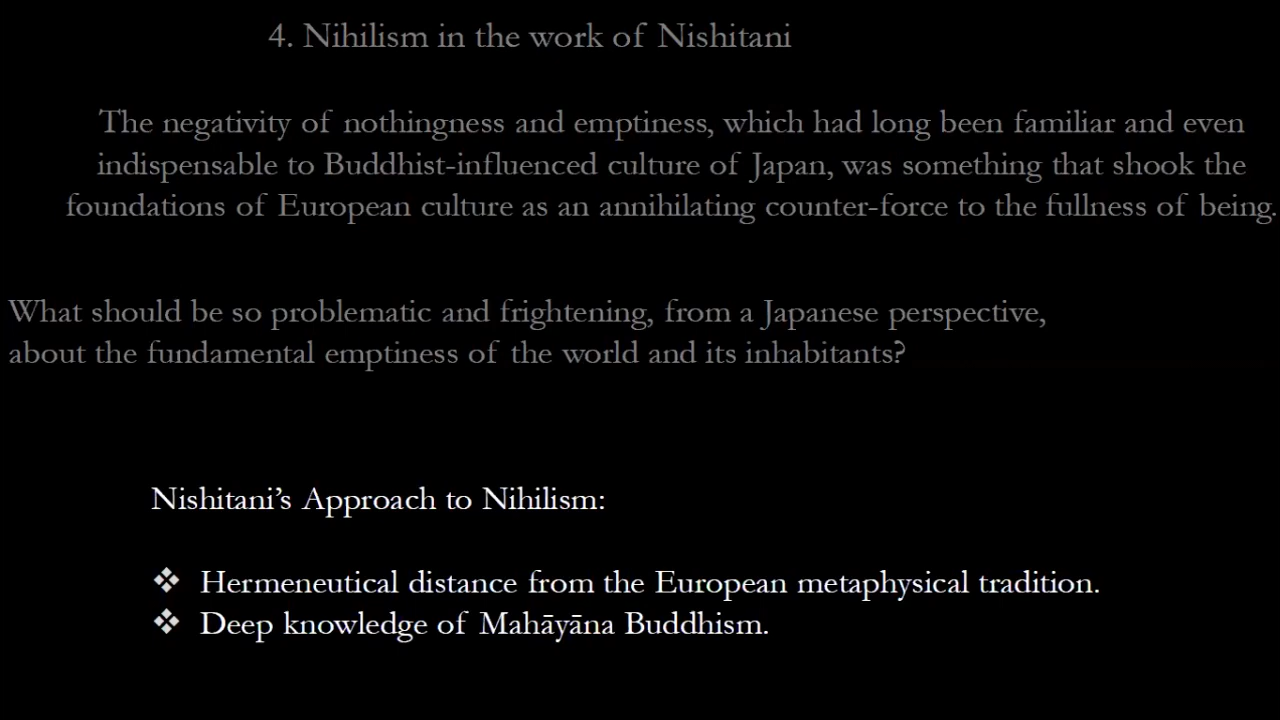 4. Nihilism in the work of Nishitani
The negativity of nothingness and emptiness, which had long been familiar and even
indispensable to Buddhist-influenced culture of Japan, was something that shook the
foundations of European culture as an annihilating counter-force to the fullness of being.
What should be so problematic and frightening, from a Japanese perspective,
about the fundamental emptiness of the world and its inhabitants?
Nishitani’s Approach to Nihilism:
❖ Hermeneutical distance from the European metaphysical tradition.
❖ Deep knowledge of Mahāyāna Buddhism.